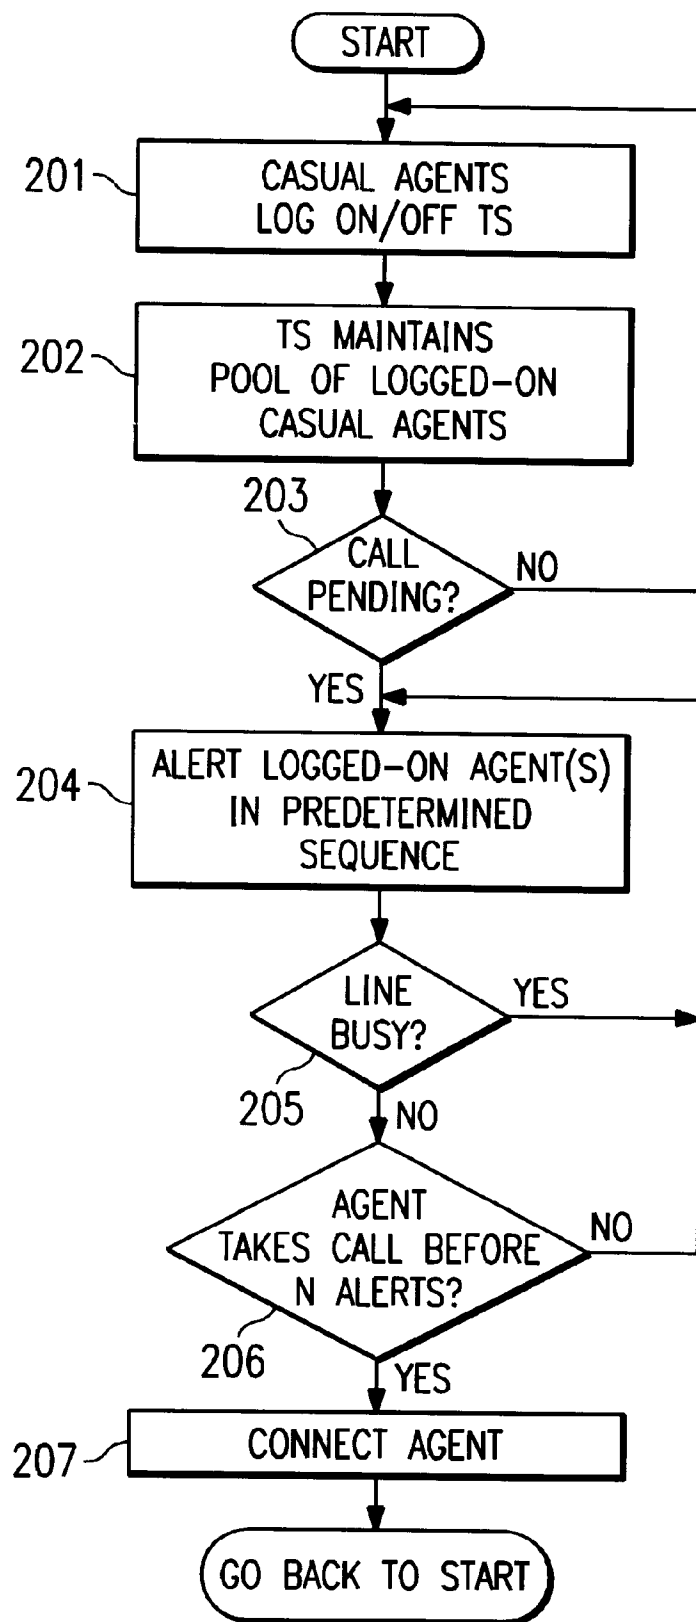 START
201
CASUAL AGENTS
LOG ON/OFF TS
202
TS MAINTAINS
POOL OF LOGGED-ON
CASUAL AGENTS
203
CALL
PENDING?
NO
YES
204
ALERT LOGGED-ON AGENT(S)
IN PREDETERMINED
SEQUENCE
LINE
BUSY?
YES
205
NO
AGENT
TAKES CALL BEFORE
N ALERTS?
NO
206
YES
207
CONNECT AGENT
GO BACK TO START